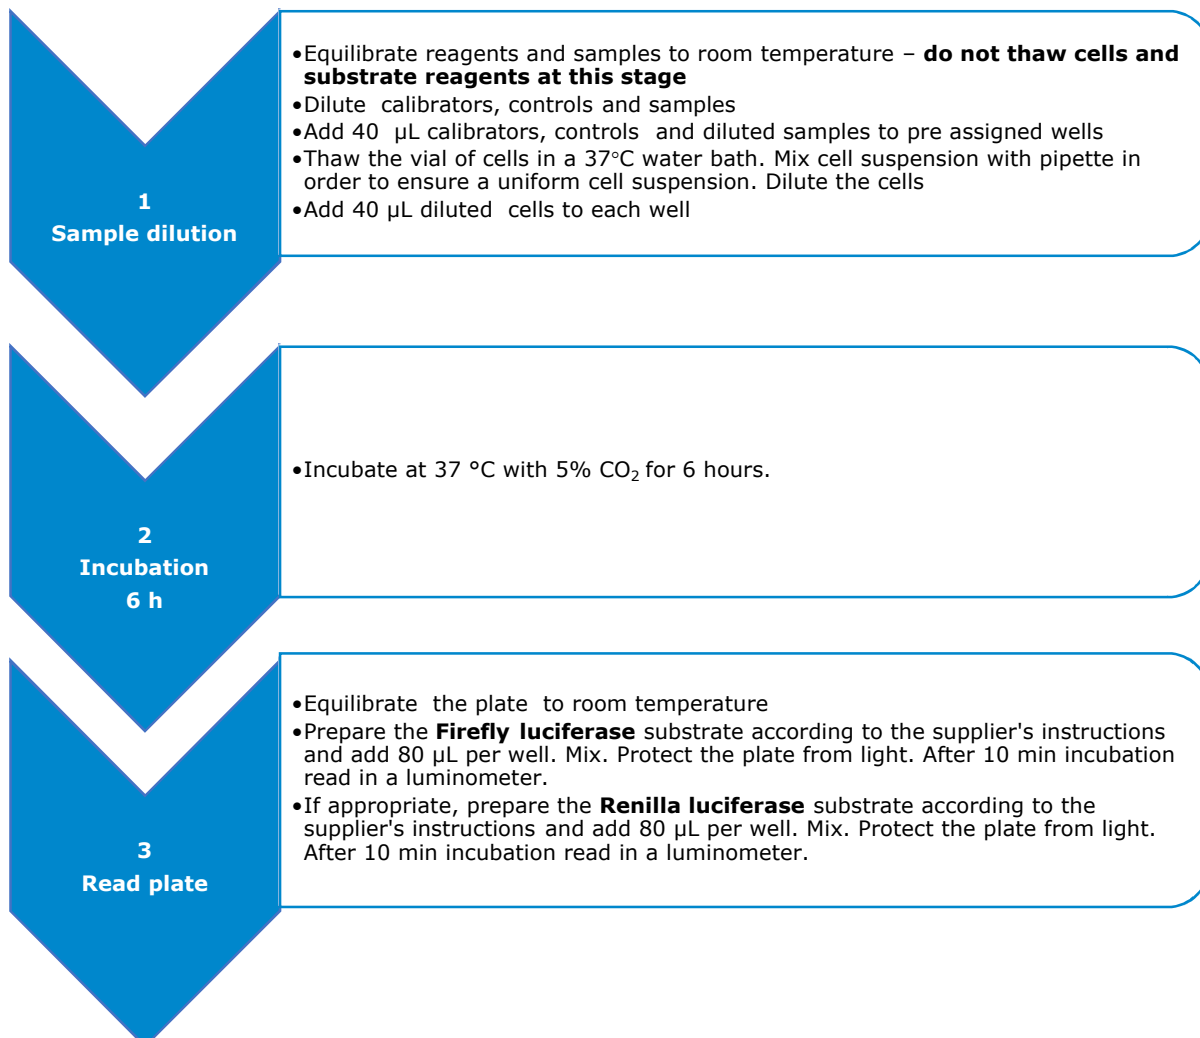 1
Sample dilution
•Equilibrate reagents and samples to room temperature – do not thaw cells and
substrate reagents at this stage
•Dilute calibrators, controls and samples
•Add 40 µL calibrators, controls and diluted samples to pre assigned wells
•Thaw the vial of cells in a 37°C water bath. Mix cell suspension with pipette in
order to ensure a uniform cell suspension. Dilute the cells
•Add 40 µL diluted cells to each well
2
Incubation
6 h
•Incubate at 37 °C with 5% CO₂ for 6 hours.
3
Read plate
•Equilibrate the plate to room temperature
•Prepare the Firefly luciferase substrate according to the supplier's instructions
and add 80 µL per well. Mix. Protect the plate from light. After 10 min incubation
read in a luminometer.
•If appropriate, prepare the Renilla luciferase substrate according to the
supplier's instructions and add 80 µL per well. Mix. Protect the plate from light.
After 10 min incubation read in a luminometer.